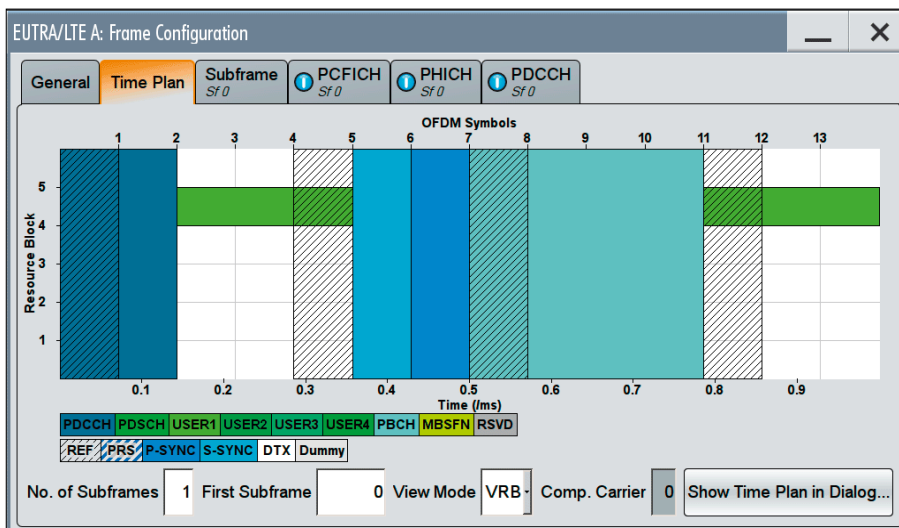 EUTRA/LTE A: Frame Configuration
General
Time Plan
Subframe
Sf 0
PCFICH
Sf 0
PHICH
Sf 0
PDCCH
Sf 0
OFDM Symbols
1 2 3 4 5 6 7 8 9 10 11 12 13
Resource Block
5
4
3
2
1
0.1 0.2 0.3 0.4 0.5 0.6 0.7 0.8 0.9
Time (/ms)
PDCCH PDSCH USER1 USER2 USER3 USER4 PBCH MBSFN RSVD
REF PRS P-SYNC S-SYNC DTX Dummy
No. of Subframes 1 First Subframe 0 View Mode VRB Comp. Carrier 0 Show Time Plan in Dialog...